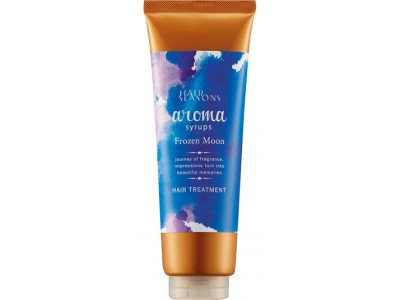 HAIR
SEASONS
aroma
syrups
Frozen Moon
journey of fragrance,
impressions turn into
beautiful memories
HAIR TREATMENT